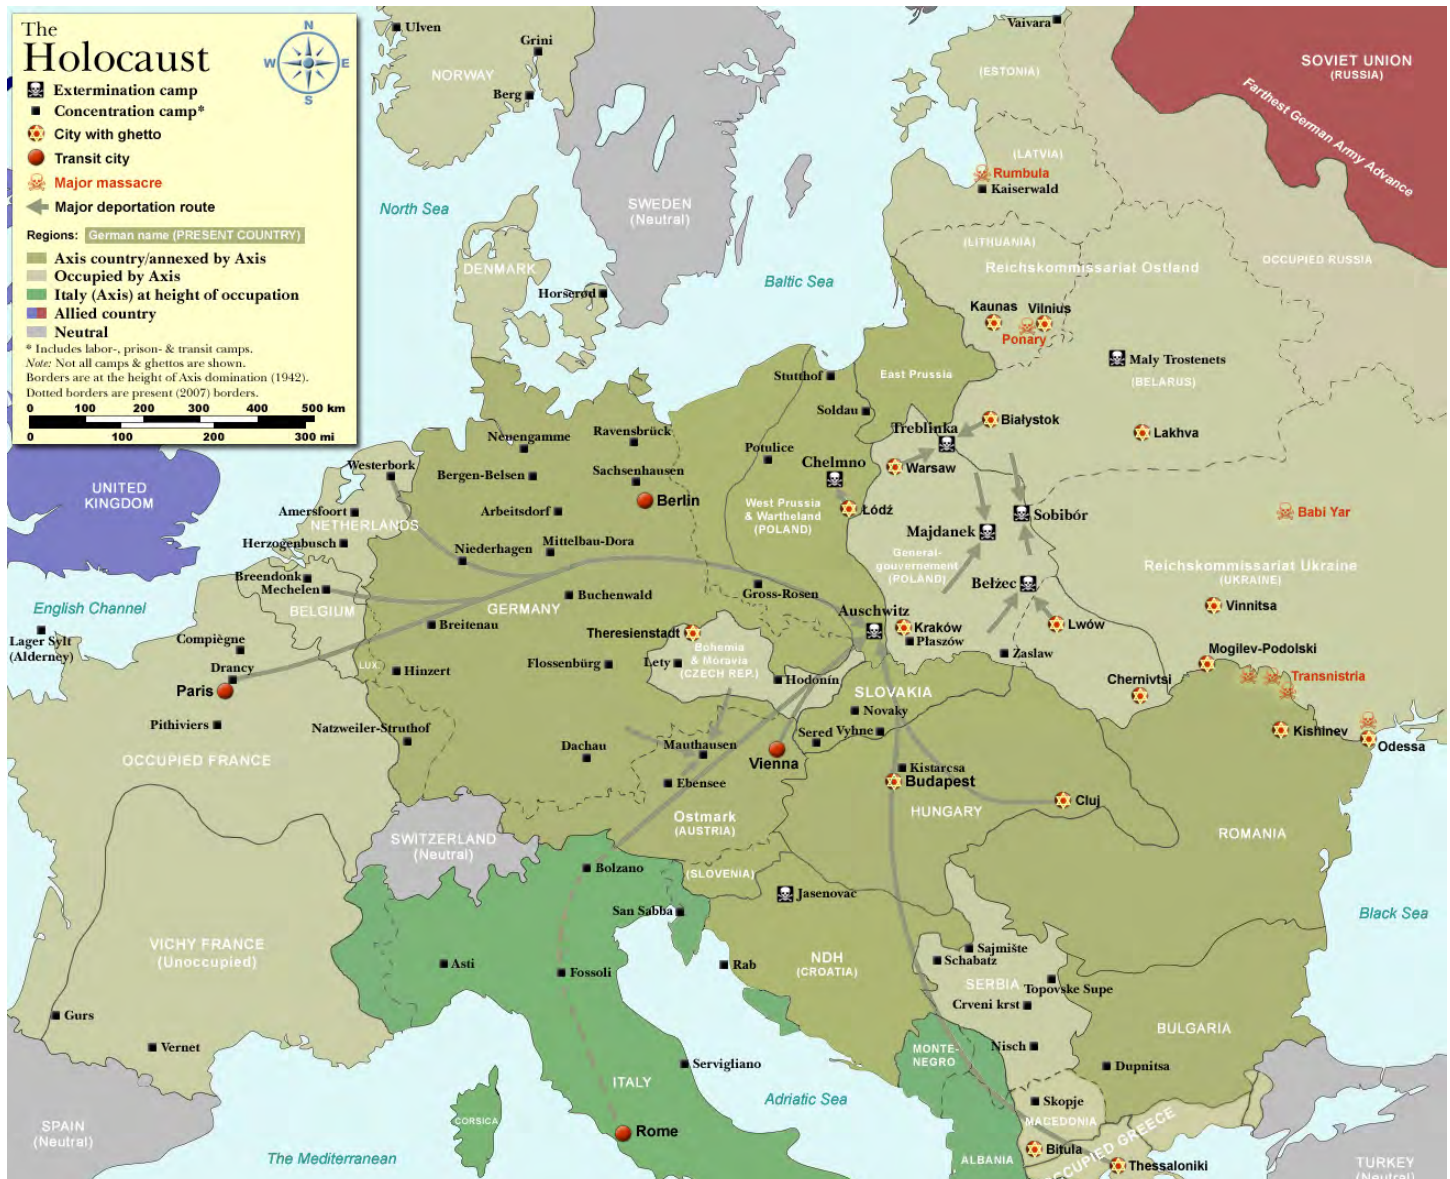 The
Holocaust
N
W
E
S
Extermination camp
Concentration camp*
City with ghetto
Transit city
Major massacre
Major deportation route
Regions: German name (PRESENT COUNTRY)
Axis country/annexed by Axis
Occupied by Axis
Italy (Axis) at height of occupation
Allied country
Neutral
* Includes labor-, prison- & transit camps.
Note: Not all camps & ghettos are shown.
Borders are at the height of Axis domination (1942).
Dotted borders are present (2007) borders.
0 100 200 300 400 500 km
0 100 200 300 mi
Ulven
Grini
NORWAY
Berg
Vaivara
(ESTONIA)
SOVIET UNION
(RUSSIA)
Farthest German Army Advance
(LATVIA)
Rumbula
Kaiserwald
North Sea
SWEDEN
(Neutral)
(LITHUANIA)
Reichskommissariat Ostland
OCCUPIED RUSSIA
DENMARK
Horserød
Baltic Sea
Kaunas
Vilnius
Ponary
Maly Trostenets
(BELARUS)
Stutthof
East Prussia
Soldau
Treblinka
Białystok
Lakhva
Nenengamme
Ravensbrück
Potulice
Chelmno
Warsaw
Westerbork
Bergen-Belsen
Sachsenhausen
Berlin
UNITED
KINGDOM
Amersfoort
NETHERLANDS
Arbeitsdorf
West Prussia
& Wartheland
(POLAND)
Łódź
Majdanek
Sobibór
Babi Yar
Herzogenbusch
Niederhagen
Mittelbau-Dora
General-
gouvernement
(POLAND)
Bełżec
Reichskommissariat Ukraine
(UKRAINE)
Breendonk
Mechelen
BELGIUM
GERMANY
Buchenwald
Gross-Rosen
Auschwitz
Vinnitsa
English Channel
Lager Sylt
(Alderney)
Compiègne
Breitenau
Theresienstadt
Kraków
Płaszów
Lwów
Drancy
Paris
LUX.
Hinzert
Flossenbürg
Lety
Bohemia
& Moravia
(CZECH REP.)
Hodonín
Zaslaw
Mogilev-Podolski
Chernivtsi
Transnistria
SLOVAKIA
Novaky
Pithiviers
Natzweiler-Struthof
Dachau
Mauthausen
Vienna
Sered
Vyhne
Kishinev
Odessa
OCCUPIED FRANCE
Ebensee
Kistarcsa
Budapest
Cluj
Ostmark
(AUSTRIA)
HUNGARY
ROMANIA
SWITZERLAND
(Neutral)
Bolzano
(SLOVENIA)
Jasenovac
San Sabba
Black Sea
VICHY FRANCE
(Unoccupied)
Asti
Fossoli
Rab
NDH
(CROATIA)
Sajmište
Schabatz
SERBIA
Topovske Supe
Crveni krst
Gurs
Vernet
Nisch
BULGARIA
MONTE-
NEGRO
Dupnitsa
Servigliano
ITALY
Adriatic Sea
Skopje
MACEDONIA
SPAIN
(Neutral)
CORSICA
The Mediterranean
Rome
ALBANIA
Bitula
OCCUPIED GREECE
Thessaloniki
TURKEY
(Neutral)